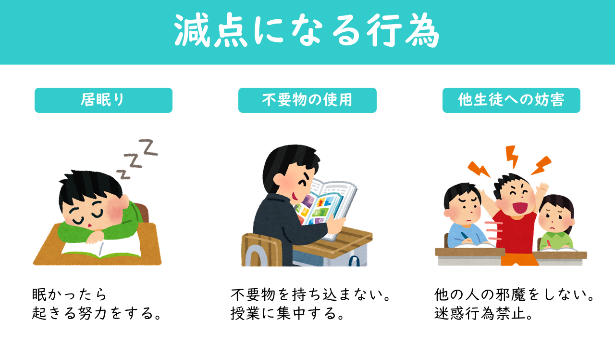 減点になる行為
居眠り
不要物の使用
他生徒への妨害
眠かったら
起きる努力をする。
不要物を持ち込まない。
授業に集中する。
他の人の邪魔をしない。
迷惑行為禁止。